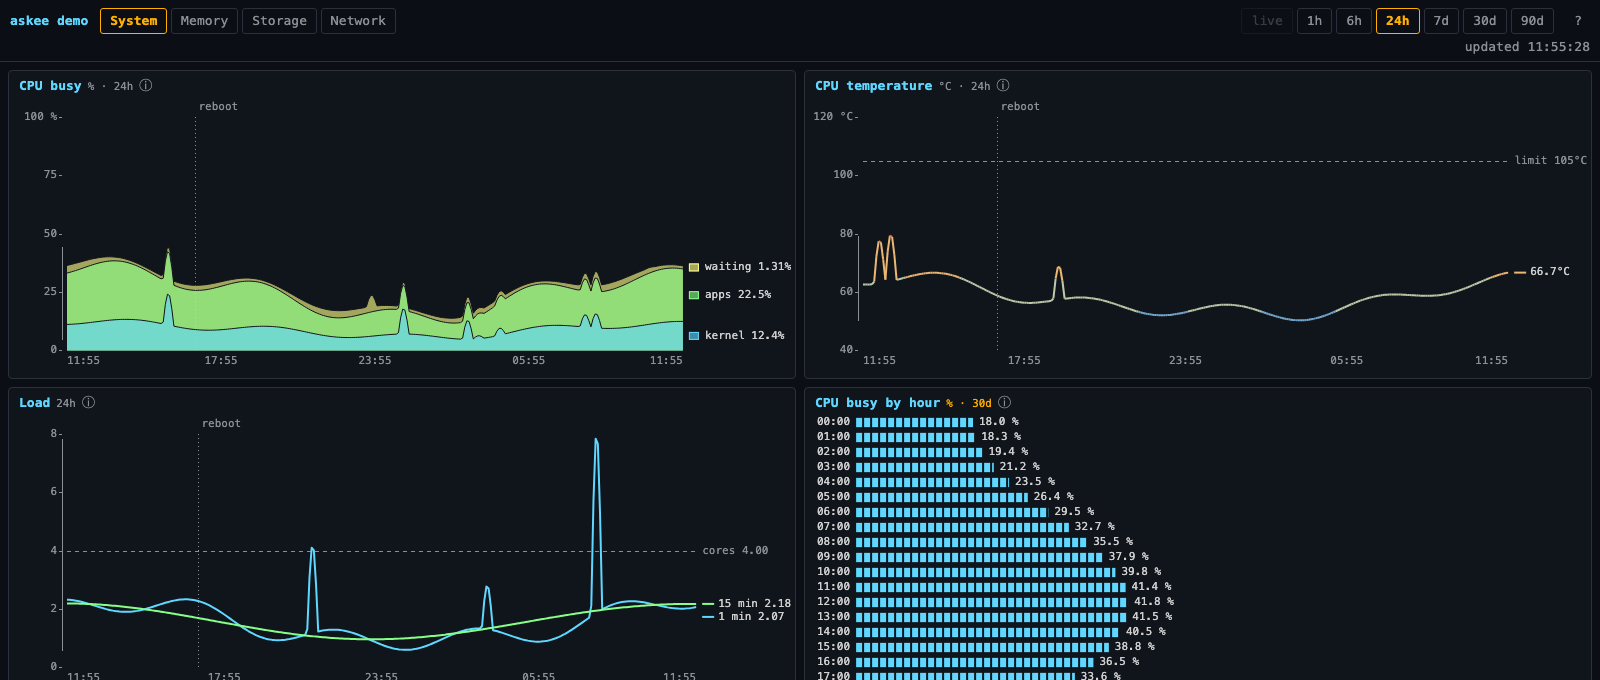 askee demo System Memory Storage Network live 1h 6h 24h 7d 30d 90d ?
updated 11:55:28
CPU busy % · 24h ⓘ
reboot
100 %
75
50
25
0
waiting 1.31%
apps 22.5%
kernel 12.4%
11:55 17:55 23:55 05:55 11:55
CPU temperature °C · 24h ⓘ
reboot
120 °C
100
80
60
40
limit 105°C
66.7°C
11:55 17:55 23:55 05:55 11:55
Load 24h ⓘ
reboot
8
6
4
2
0
cores 4.00
15 min 2.18
1 min 2.07
11:55 17:55 23:55 05:55 11:55
CPU busy by hour % · 30d ⓘ
00:00 18.0 %
01:00 18.3 %
02:00 19.4 %
03:00 21.2 %
04:00 23.5 %
05:00 26.4 %
06:00 29.5 %
07:00 32.7 %
08:00 35.5 %
09:00 37.9 %
10:00 39.8 %
11:00 41.4 %
12:00 41.8 %
13:00 41.5 %
14:00 40.5 %
15:00 38.8 %
16:00 36.5 %
17:00 33.6 %